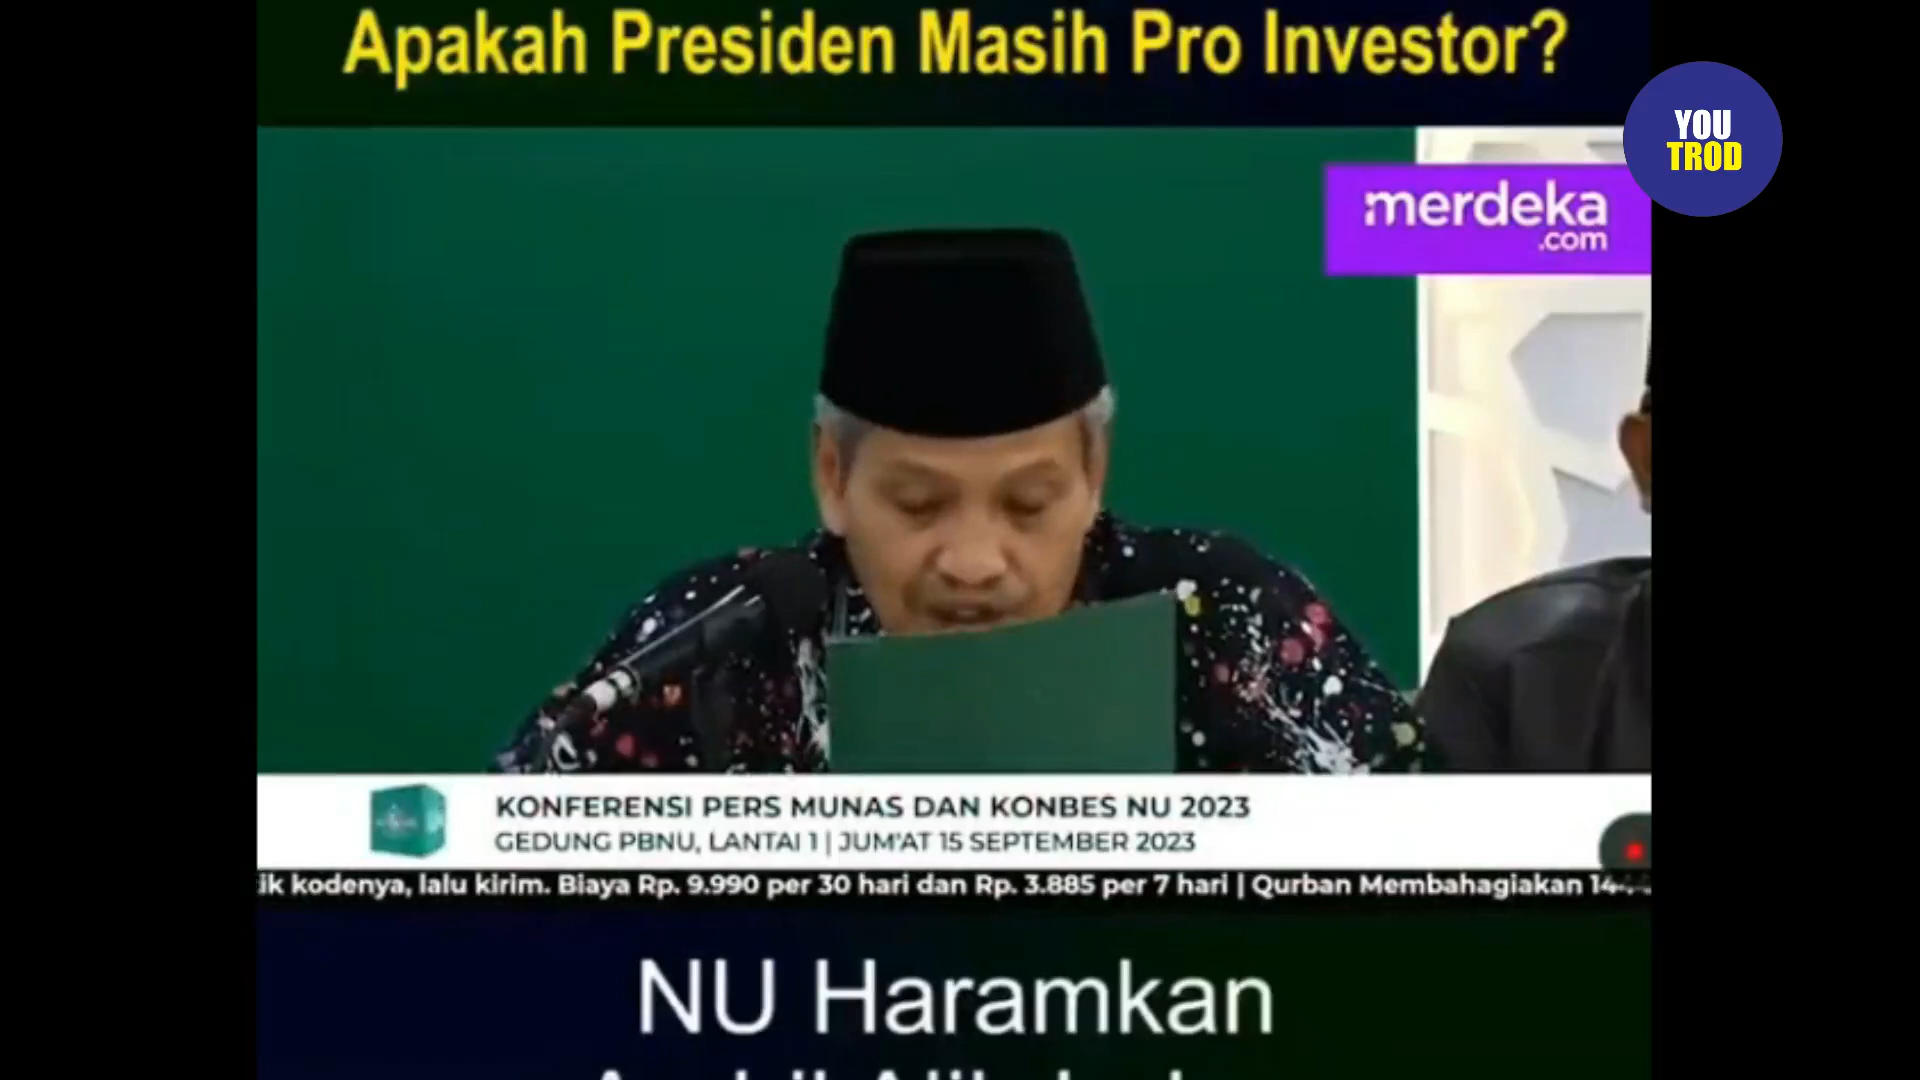 Apakah Presiden Masih Pro Investor?
YOU
TROD
merdeka
.com
KONFERENSI PERS MUNAS DAN KONBES NU 2023
GEDUNG PBNU, LANTAI 1 | JUM'AT 15 SEPTEMBER 2023
ik kodenya, lalu kirim. Biaya Rp. 9.990 per 30 hari dan Rp. 3.885 per 7 hari | Qurban Membahagiakan
NU Haramkan